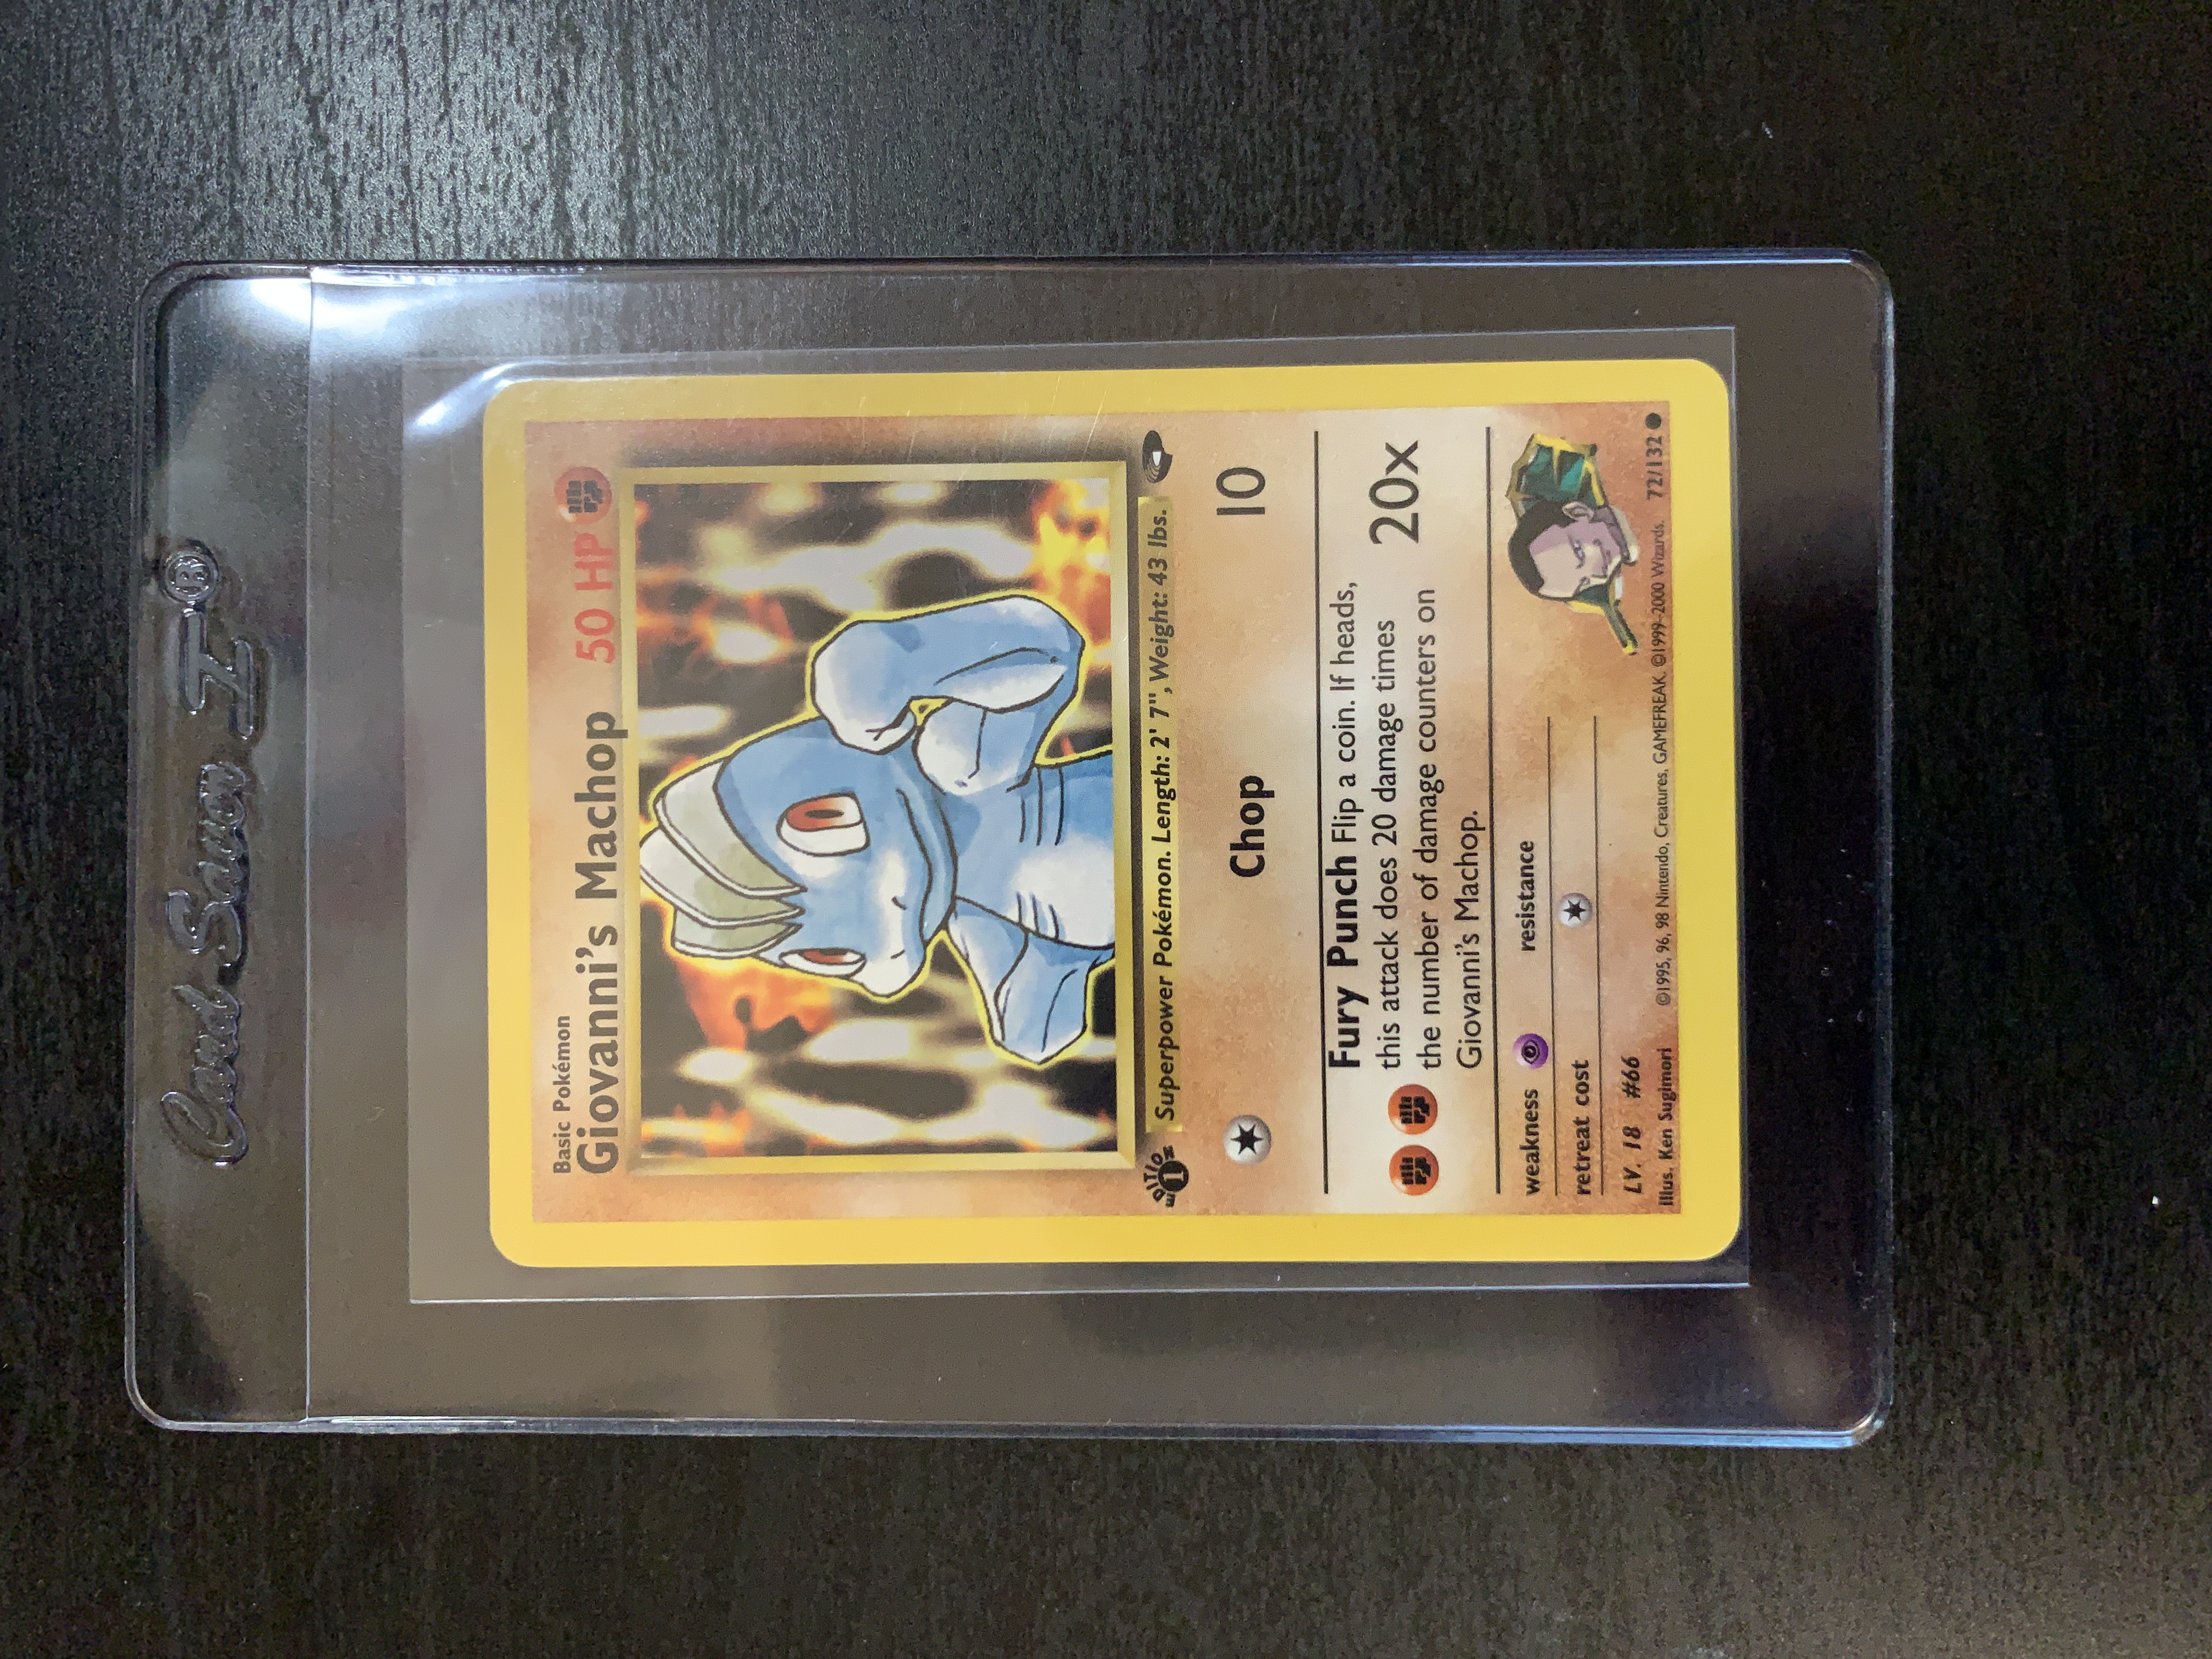 Card Saver I®
Basic Pokémon
Giovanni's Machop 50 HP
EDITION 1
Superpower Pokémon. Length: 2' 7", Weight: 43 lbs.
Chop 10
Fury Punch Flip a coin. If heads,
this attack does 20 damage times
the number of damage counters on
Giovanni's Machop.
20x
weakness resistance
retreat cost
LV. 18 #66
Illus. Ken Sugimori ©1995, 96, 98 Nintendo, Creatures, GAMEFREAK. ©1999-2000 Wizards. 72/132